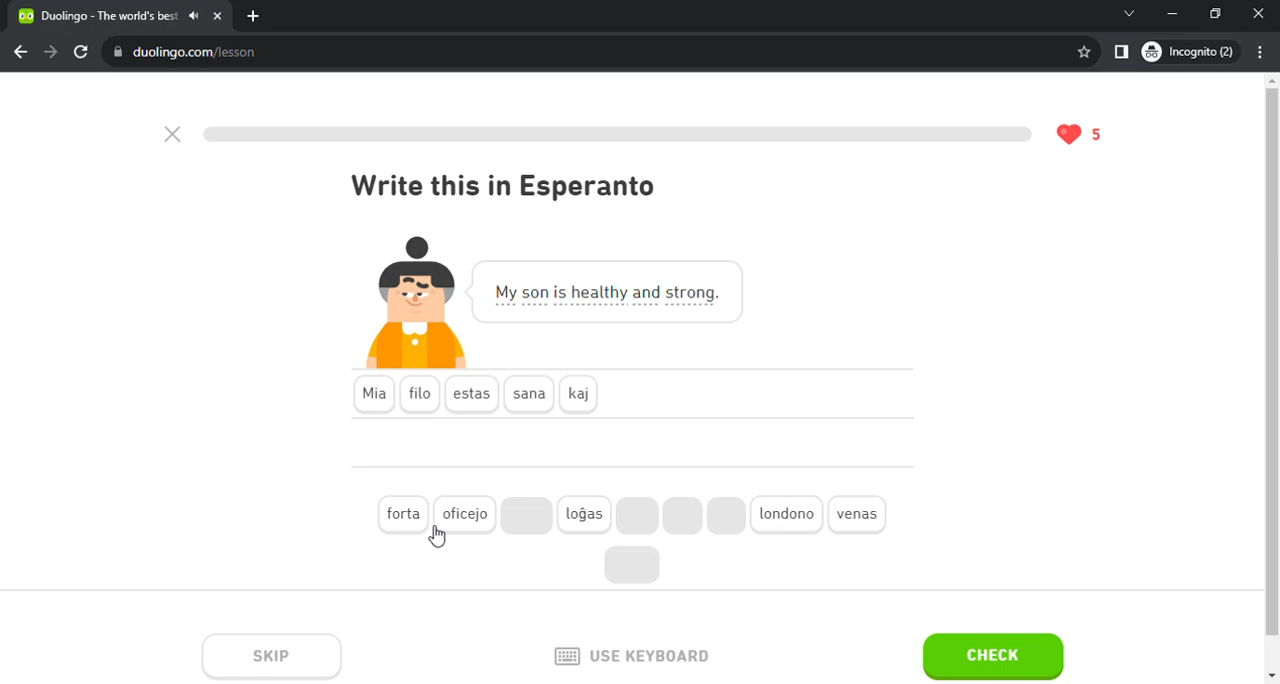 Duolingo - The world's best
duolingo.com/lesson
Incognito (2)
5
Write this in Esperanto
My son is healthy and strong.
Mia filo estas sana kaj
forta oficejo loĝas londono venas
SKIP USE KEYBOARD CHECK